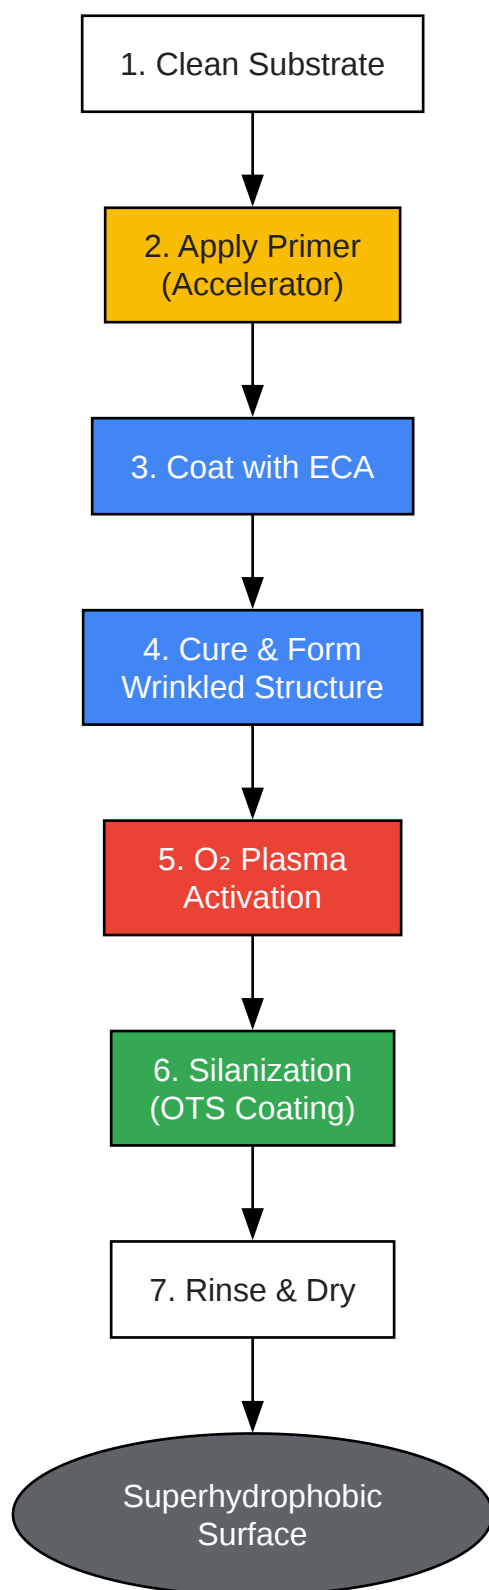 1. Clean Substrate
2. Apply Primer
(Accelerator)
3. Coat with ECA
4. Cure & Form
Wrinkled Structure
5. O₂ Plasma
Activation
6. Silanization
(OTS Coating)
7. Rinse & Dry
Superhydrophobic
Surface